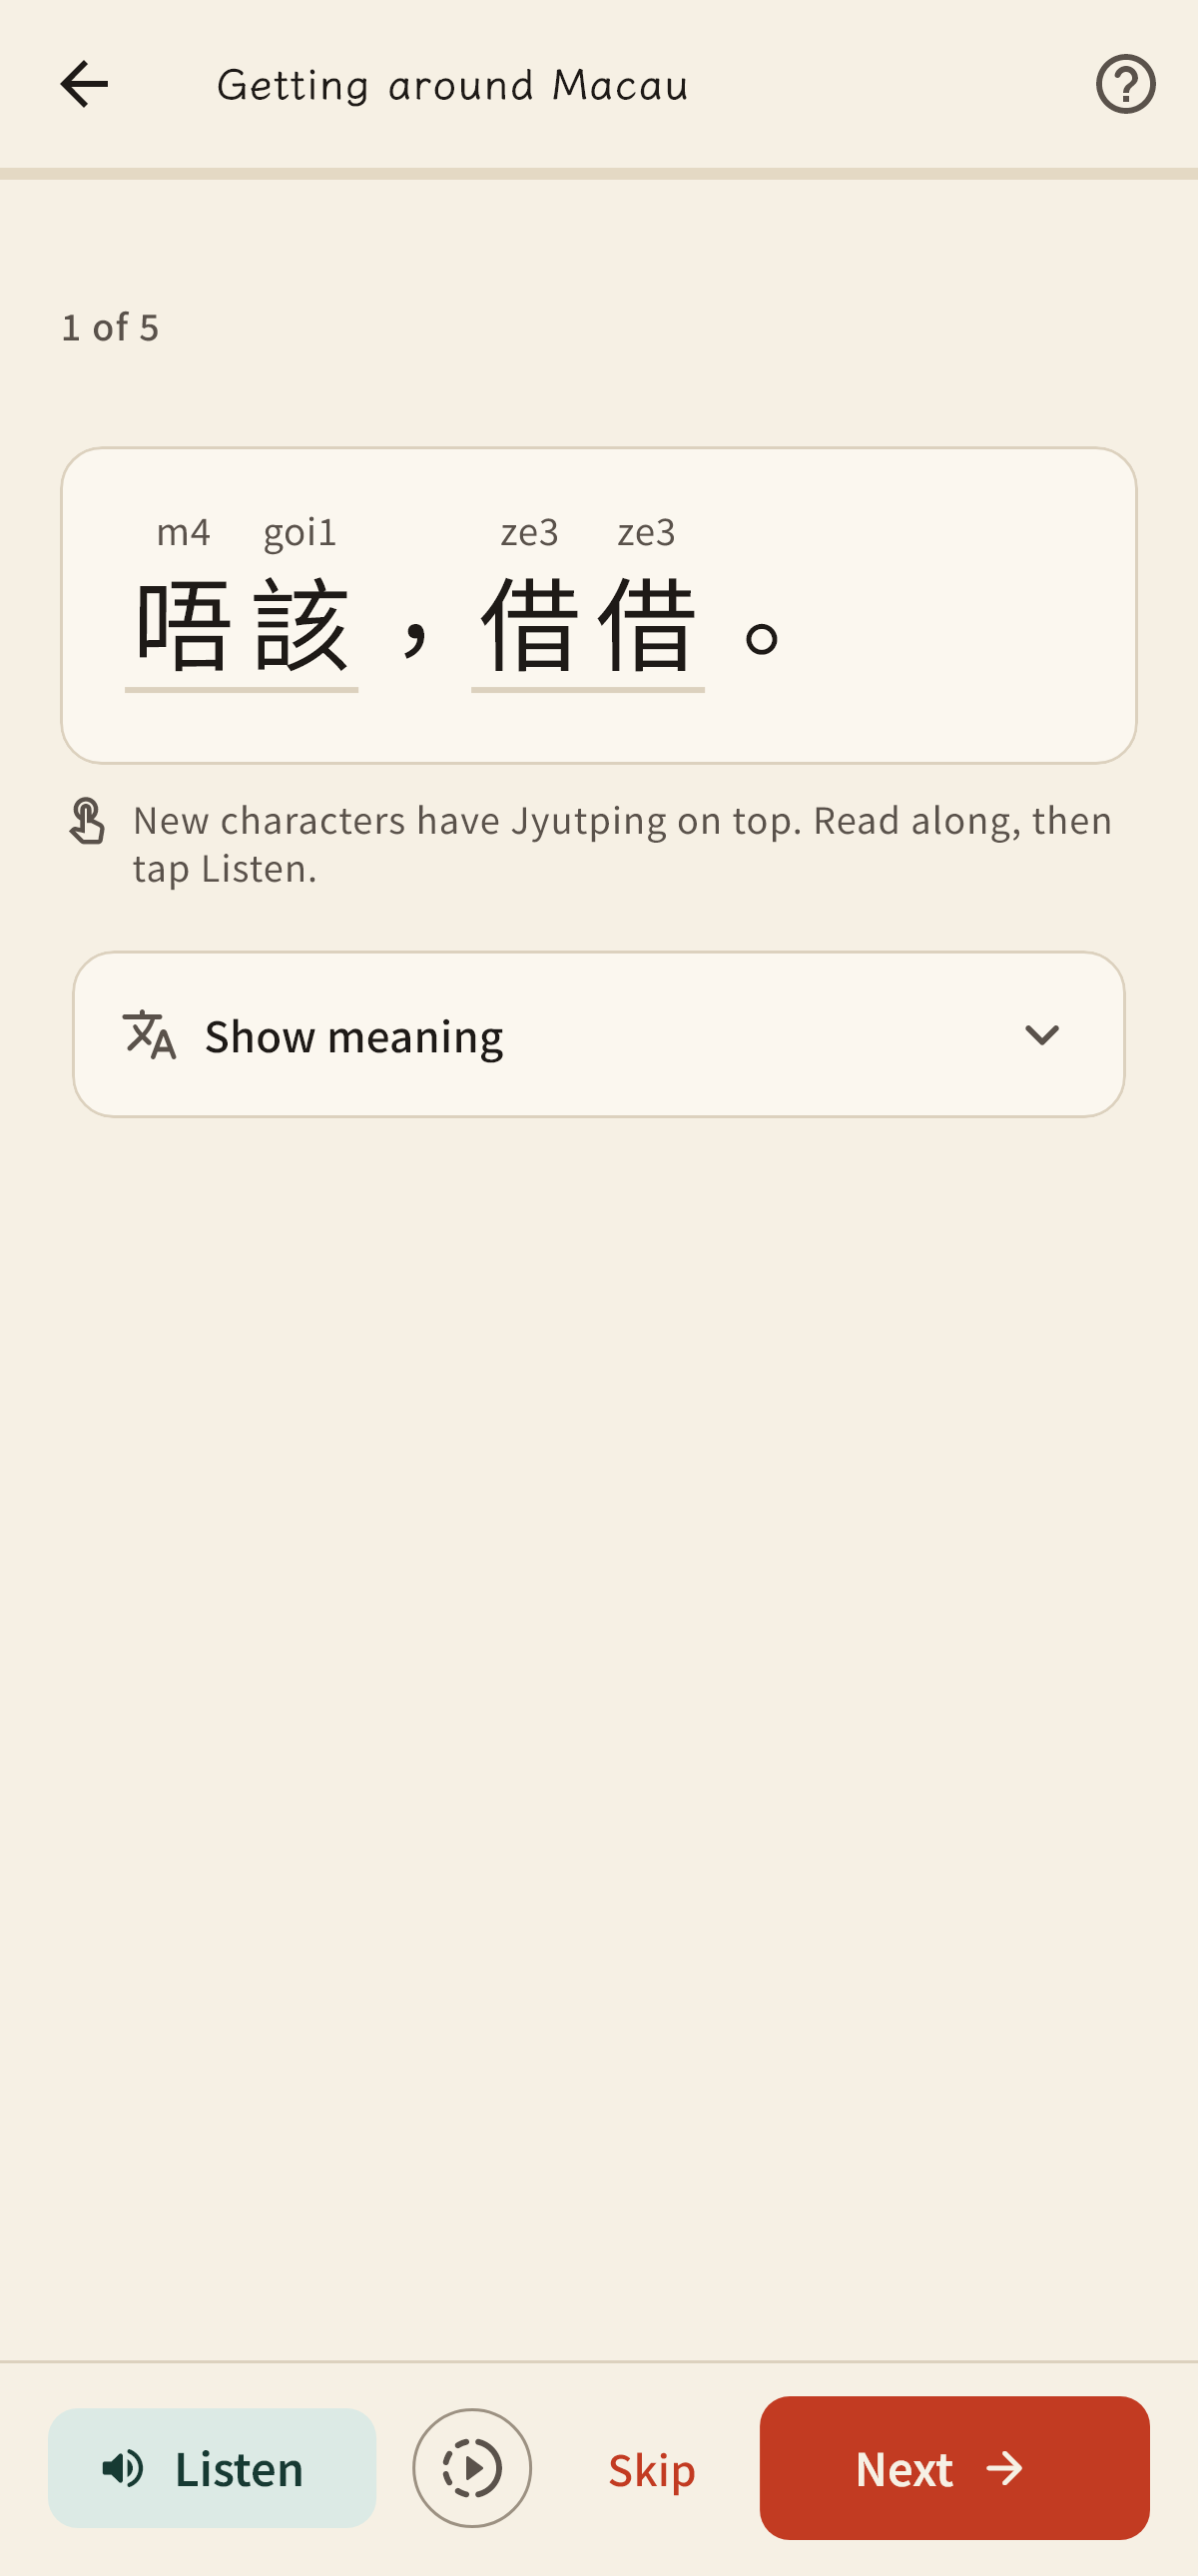 Getting around Macau
1 of 5
m4 goi1 ze3 ze3
唔該，借借。
New characters have Jyutping on top. Read along, then
tap Listen.
Show meaning
Listen
Skip
Next